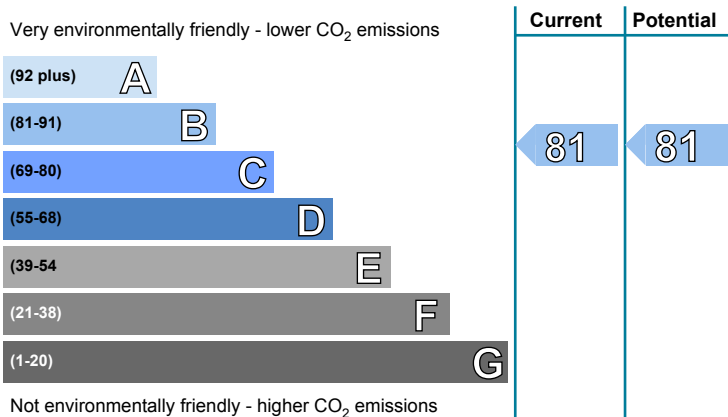 Very environmentally friendly - lower CO2 emissions
Current Potential
(92 plus) A
(81-91) B
81 81
(69-80) C
(55-68) D
(39-54 E
(21-38) F
(1-20) G
Not environmentally friendly - higher CO2 emissions